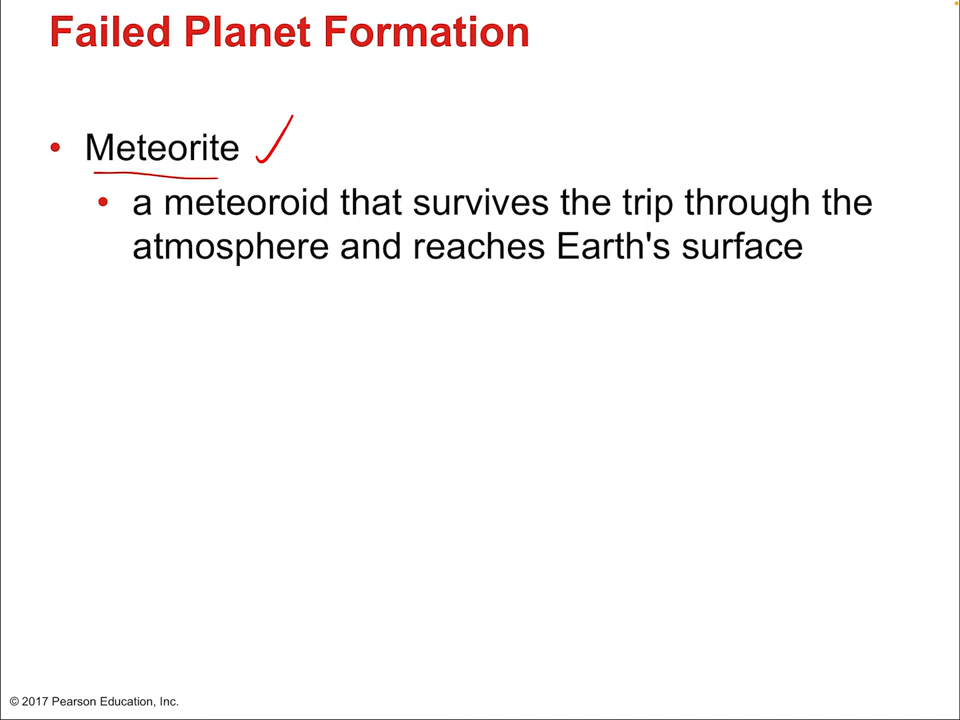 Failed Planet Formation
• Meteorite
• a meteoroid that survives the trip through the
atmosphere and reaches Earth's surface
© 2017 Pearson Education, Inc.